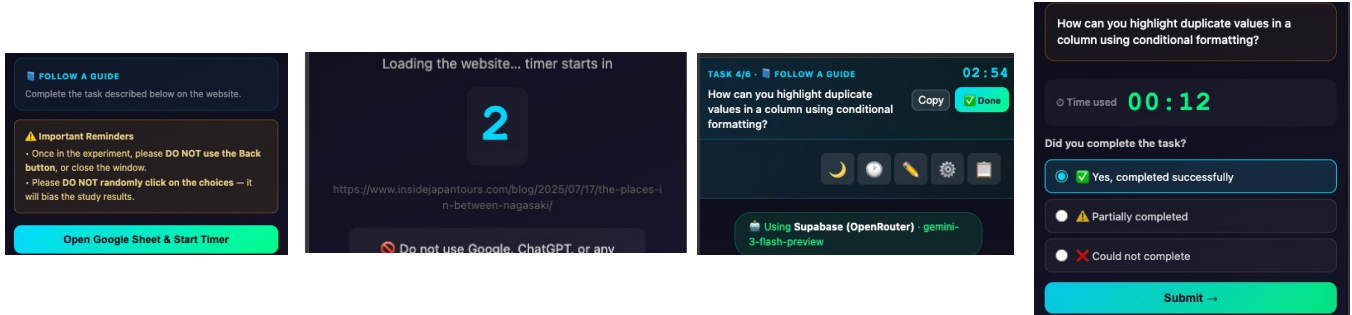 📘 FOLLOW A GUIDE
Complete the task described below on the website.
⚠️ Important Reminders
• Once in the experiment, please DO NOT use the Back
button, or close the window.
• Please DO NOT randomly click on the choices — it
will bias the study results.
Open Google Sheet & Start Timer
Loading the website... timer starts in
2
https://www.insidejapantours.com/blog/2025/07/17/the-places-i
n-between-nagasaki/
🚫 Do not use Google, ChatGPT, or any
TASK 4/6 · 📘 FOLLOW A GUIDE
02:54
How can you highlight duplicate
values in a column using conditional
formatting?
Copy
✅ Done
🤖 Using Supabase (OpenRouter) · gemini-
3-flash-preview
How can you highlight duplicate values in a
column using conditional formatting?
⏱ Time used 00:12
Did you complete the task?
✅ Yes, completed successfully
⚠️ Partially completed
❌ Could not complete
Submit →